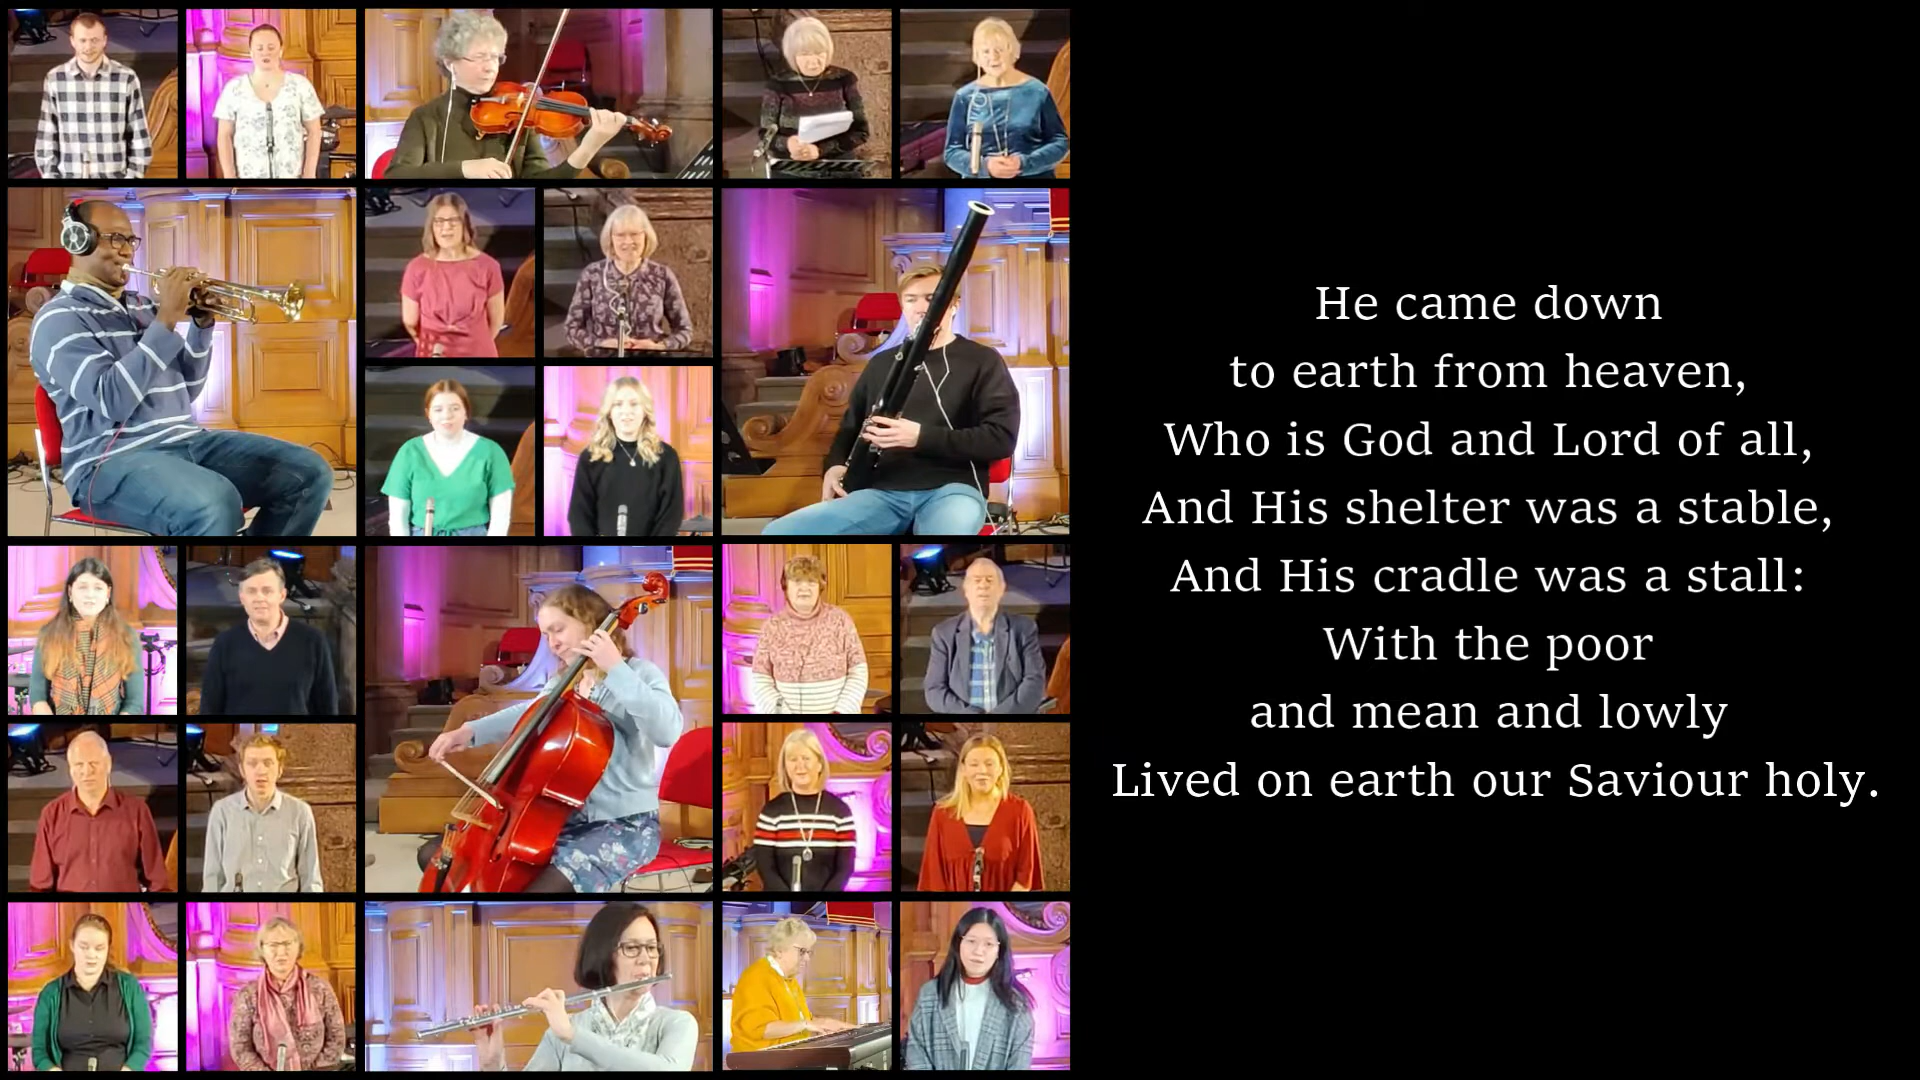 He came down
to earth from heaven,
Who is God and Lord of all,
And His shelter was a stable,
And His cradle was a stall:
With the poor
and mean and lowly
Lived on earth our Saviour holy.